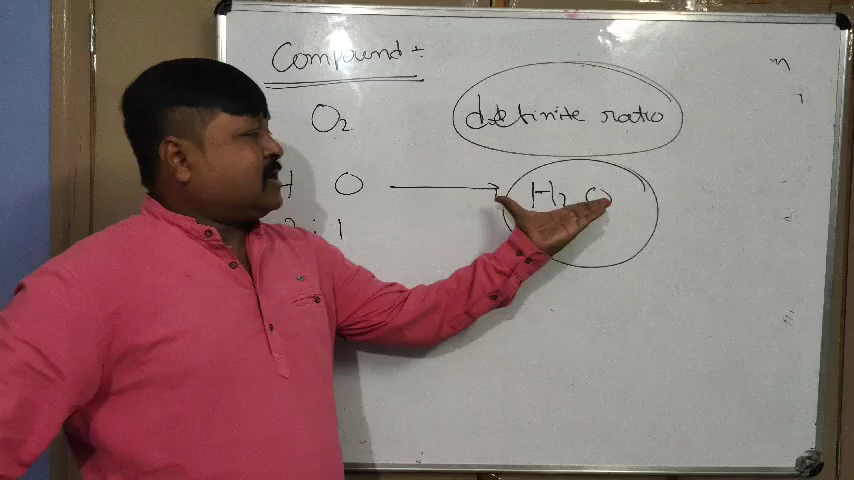 Compound :-
O2
definite ratio
H O → H2O
2 : 1